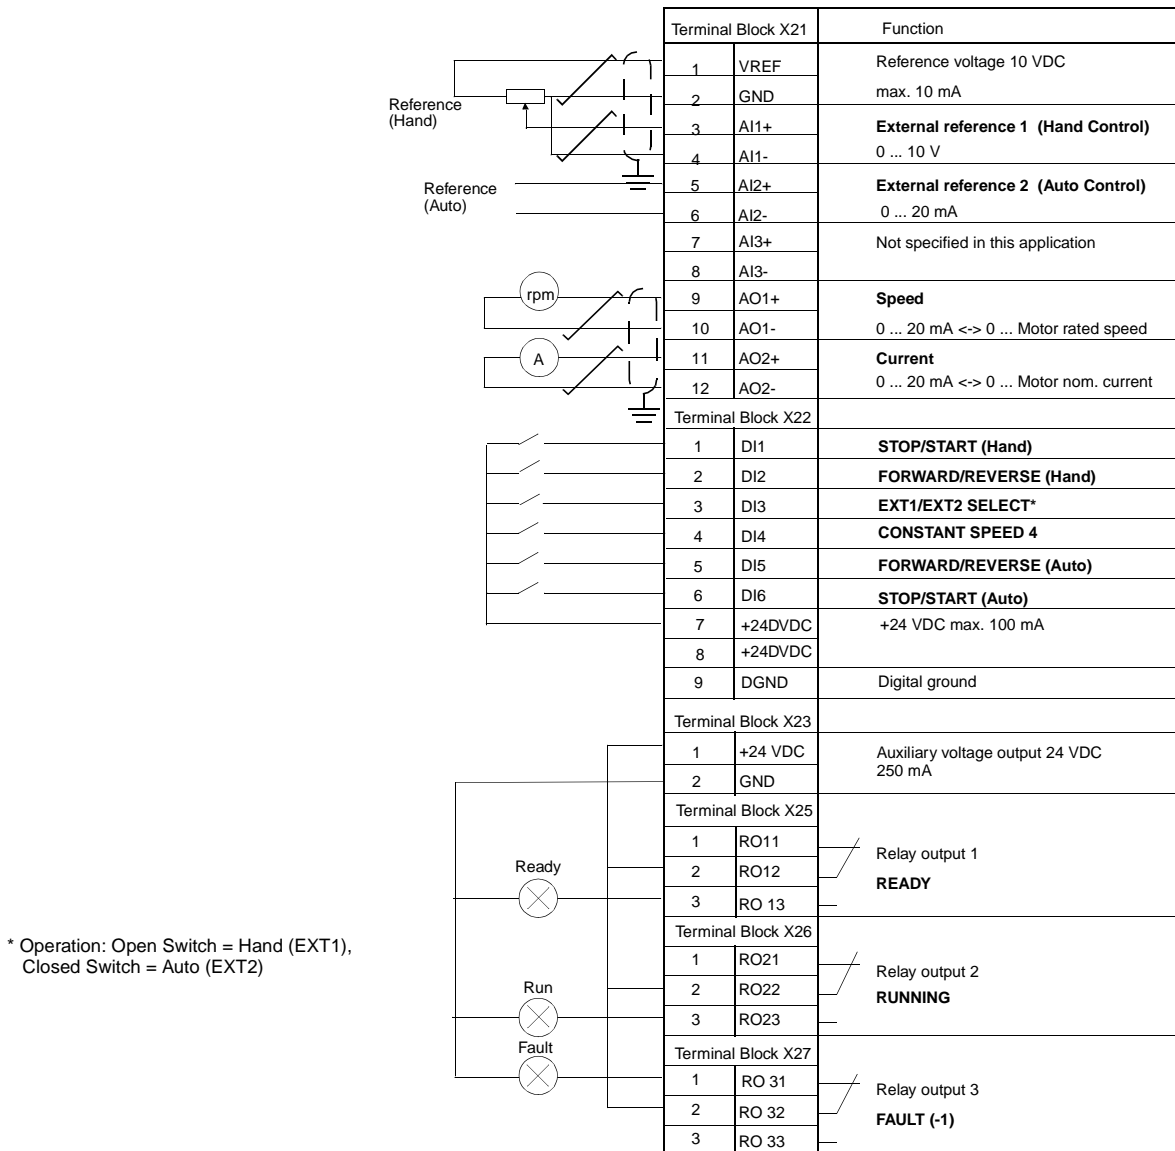 Terminal Block X21 Function
1 VREF Reference voltage 10 VDC
2 GND max. 10 mA
Reference
(Hand)
3 AI1+ External reference 1 (Hand Control)
4 AI1- 0 ... 10 V
Reference
(Auto)
5 AI2+ External reference 2 (Auto Control)
6 AI2- 0 ... 20 mA
7 AI3+ Not specified in this application
8 AI3-
rpm
9 AO1+ Speed
10 AO1- 0 ... 20 mA <-> 0 ... Motor rated speed
A
11 AO2+ Current
12 AO2- 0 ... 20 mA <-> 0 ... Motor nom. current
Terminal Block X22
1 DI1 STOP/START (Hand)
2 DI2 FORWARD/REVERSE (Hand)
3 DI3 EXT1/EXT2 SELECT*
4 DI4 CONSTANT SPEED 4
5 DI5 FORWARD/REVERSE (Auto)
6 DI6 STOP/START (Auto)
7 +24DVDC +24 VDC max. 100 mA
8 +24DVDC
9 DGND Digital ground
Terminal Block X23
1 +24 VDC Auxiliary voltage output 24 VDC
2 GND 250 mA
Terminal Block X25
1 RO11 Relay output 1
Ready
2 RO12 READY
3 RO 13
* Operation: Open Switch = Hand (EXT1),
Closed Switch = Auto (EXT2)
Terminal Block X26
1 RO21 Relay output 2
Run
2 RO22 RUNNING
3 RO23
Fault
Terminal Block X27
1 RO 31 Relay output 3
2 RO 32 FAULT (-1)
3 RO 33